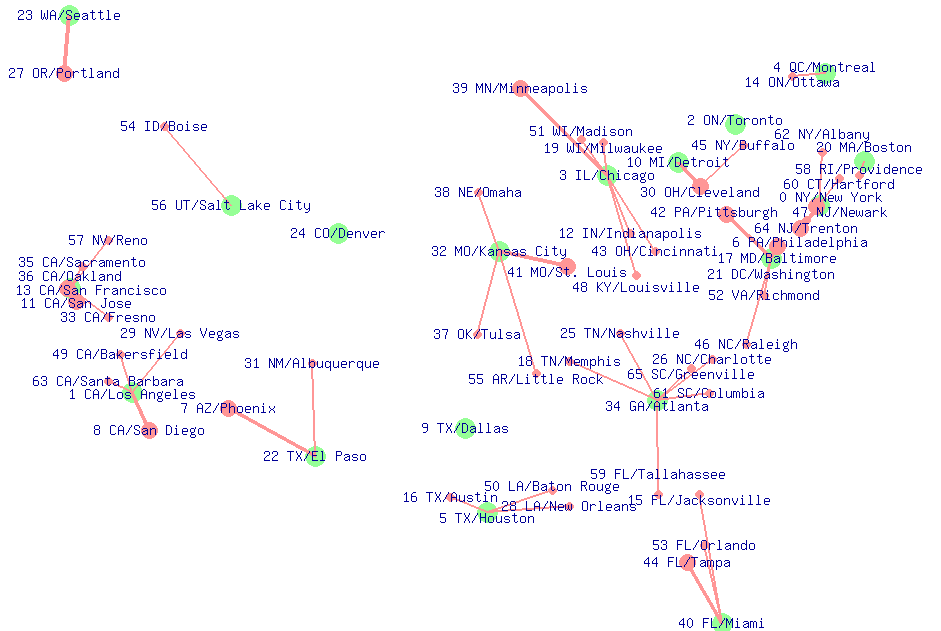 23 WA/Seattle
27 OR/Portland
4 QC/Montreal
14 ON/Ottawa
39 MN/Minneapolis
2 ON/Toronto
54 ID/Boise
51 WI/Madison
62 NY/Albany
19 WI/Milwaukee
45 NY/Buffalo
20 MA/Boston
10 MI/Detroit
58 RI/Providence
3 IL/Chicago
60 CT/Hartford
38 NE/Omaha
30 OH/Cleveland
0 NY/New York
56 UT/Salt Lake City
42 PA/Pittsburgh
47 NJ/Newark
64 NJ/Trenton
24 CO/Denver
12 IN/Indianapolis
57 NV/Reno
6 PA/Philadelphia
32 MO/Kansas City
43 OH/Cincinnati
17 MD/Baltimore
35 CA/Sacramento
41 MO/St. Louis
21 DC/Washington
36 CA/Oakland
48 KY/Louisville
13 CA/San Francisco
52 VA/Richmond
11 CA/San Jose
33 CA/Fresno
29 NV/Las Vegas
37 OK/Tulsa
25 TN/Nashville
46 NC/Raleigh
49 CA/Bakersfield
31 NM/Albuquerque
18 TN/Memphis
26 NC/Charlotte
65 SC/Greenville
63 CA/Santa Barbara
55 AR/Little Rock
1 CA/Los Angeles
61 SC/Columbia
7 AZ/Phoenix
34 GA/Atlanta
8 CA/San Diego
9 TX/Dallas
22 TX/El Paso
59 FL/Tallahassee
50 LA/Baton Rouge
16 TX/Austin
15 FL/Jacksonville
28 LA/New Orleans
5 TX/Houston
53 FL/Orlando
44 FL/Tampa
40 FL/Miami